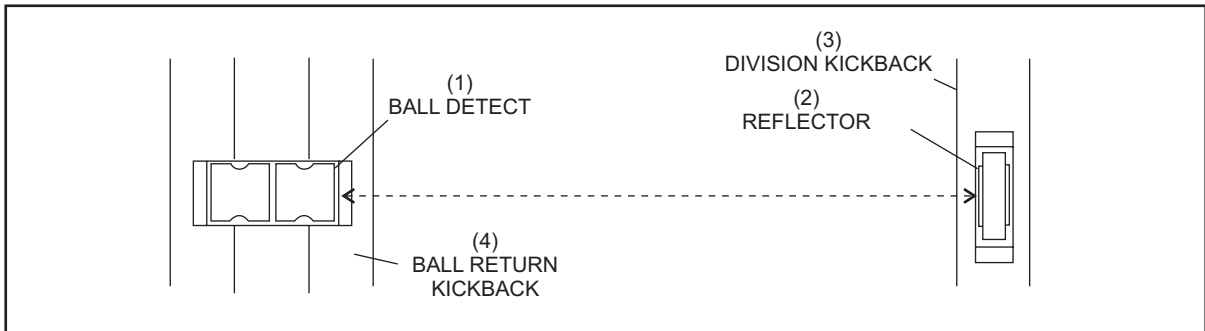 (3)
DIVISION KICKBACK
(1)
BALL DETECT
(2)
REFLECTOR
(4)
BALL RETURN
KICKBACK